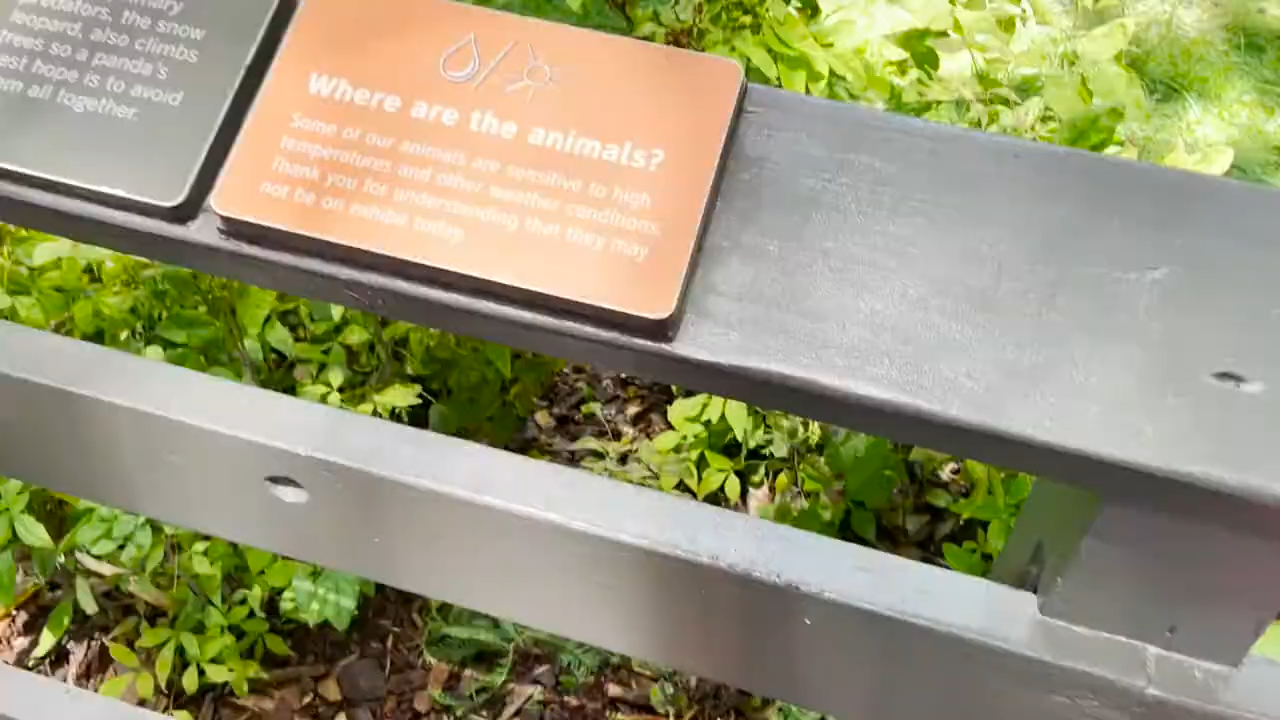 mary
predators, the snow
leopard, also climbs
trees so a panda's
est hope is to avoid
m all together.
Where are the animals?
Some of our animals are sensitive to high
temperatures and other weather conditions.
Thank you for understanding that they may
not be on exhibit today.